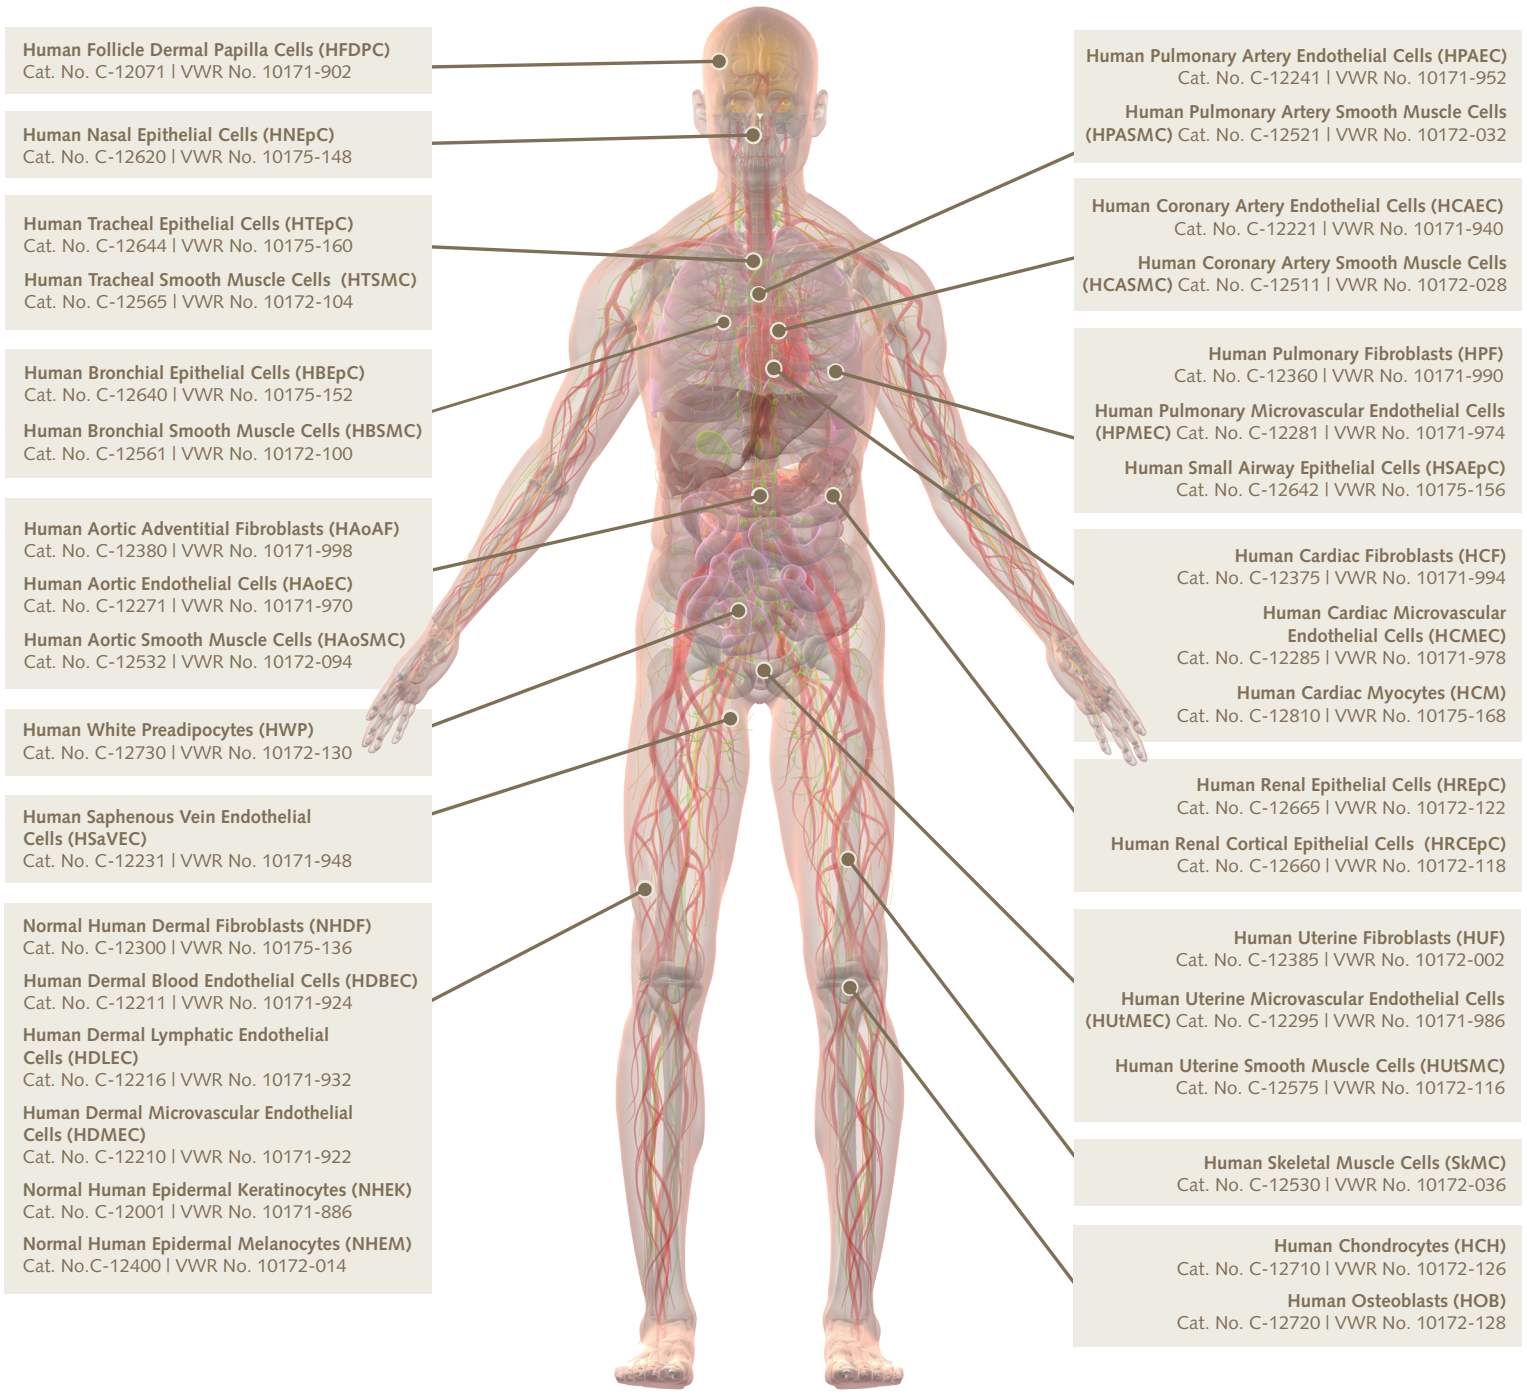 Human Follicle Dermal Papilla Cells (HFDPC)
Cat. No. C-12071 | VWR No. 10171-902
Human Nasal Epithelial Cells (HNEpC)
Cat. No. C-12620 | VWR No. 10175-148
Human Tracheal Epithelial Cells (HTEpC)
Cat. No. C-12644 | VWR No. 10175-160
Human Tracheal Smooth Muscle Cells (HTSMC)
Cat. No. C-12565 | VWR No. 10172-104
Human Bronchial Epithelial Cells (HBEpC)
Cat. No. C-12640 | VWR No. 10175-152
Human Bronchial Smooth Muscle Cells (HBSMC)
Cat. No. C-12561 | VWR No. 10172-100
Human Aortic Adventitial Fibroblasts (HAoAF)
Cat. No. C-12380 | VWR No. 10171-998
Human Aortic Endothelial Cells (HAoEC)
Cat. No. C-12271 | VWR No. 10171-970
Human Aortic Smooth Muscle Cells (HAoSMC)
Cat. No. C-12532 | VWR No. 10172-094
Human White Preadipocytes (HWP)
Cat. No. C-12730 | VWR No. 10172-130
Human Saphenous Vein Endothelial
Cells (HSaVEC)
Cat. No. C-12231 | VWR No. 10171-948
Normal Human Dermal Fibroblasts (NHDF)
Cat. No. C-12300 | VWR No. 10175-136
Human Dermal Blood Endothelial Cells (HDBEC)
Cat. No. C-12211 | VWR No. 10171-924
Human Dermal Lymphatic Endothelial
Cells (HDLEC)
Cat. No. C-12216 | VWR No. 10171-932
Human Dermal Microvascular Endothelial
Cells (HDMEC)
Cat. No. C-12210 | VWR No. 10171-922
Normal Human Epidermal Keratinocytes (NHEK)
Cat. No. C-12001 | VWR No. 10171-886
Normal Human Epidermal Melanocytes (NHEM)
Cat. No.C-12400 | VWR No. 10172-014
Human Pulmonary Artery Endothelial Cells (HPAEC)
Cat. No. C-12241 | VWR No. 10171-952
Human Pulmonary Artery Smooth Muscle Cells
(HPASMC) Cat. No. C-12521 | VWR No. 10172-032
Human Coronary Artery Endothelial Cells (HCAEC)
Cat. No. C-12221 | VWR No. 10171-940
Human Coronary Artery Smooth Muscle Cells
(HCASMC) Cat. No. C-12511 | VWR No. 10172-028
Human Pulmonary Fibroblasts (HPF)
Cat. No. C-12360 | VWR No. 10171-990
Human Pulmonary Microvascular Endothelial Cells
(HPMEC) Cat. No. C-12281 | VWR No. 10171-974
Human Small Airway Epithelial Cells (HSAEpC)
Cat. No. C-12642 | VWR No. 10175-156
Human Cardiac Fibroblasts (HCF)
Cat. No. C-12375 | VWR No. 10171-994
Human Cardiac Microvascular
Endothelial Cells (HCMEC)
Cat. No. C-12285 | VWR No. 10171-978
Human Cardiac Myocytes (HCM)
Cat. No. C-12810 | VWR No. 10175-168
Human Renal Epithelial Cells (HREpC)
Cat. No. C-12665 | VWR No. 10172-122
Human Renal Cortical Epithelial Cells (HRCEpC)
Cat. No. C-12660 | VWR No. 10172-118
Human Uterine Fibroblasts (HUF)
Cat. No. C-12385 | VWR No. 10172-002
Human Uterine Microvascular Endothelial Cells
(HUtMEC) Cat. No. C-12295 | VWR No. 10171-986
Human Uterine Smooth Muscle Cells (HUtSMC)
Cat. No. C-12575 | VWR No. 10172-116
Human Skeletal Muscle Cells (SkMC)
Cat. No. C-12530 | VWR No. 10172-036
Human Chondrocytes (HCH)
Cat. No. C-12710 | VWR No. 10172-126
Human Osteoblasts (HOB)
Cat. No. C-12720 | VWR No. 10172-128